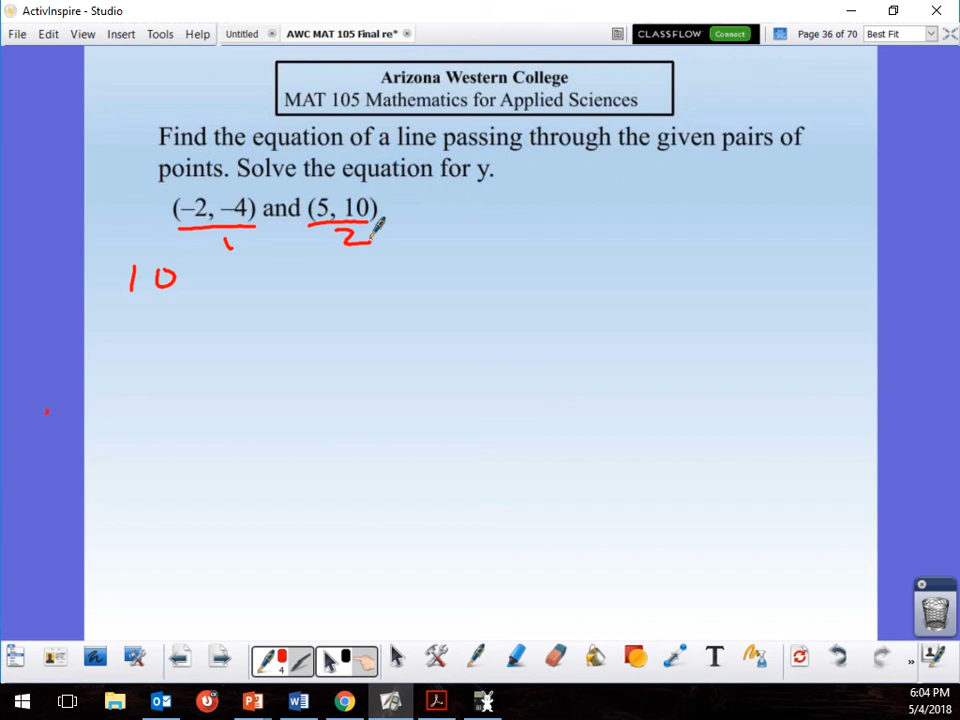 ActivInspire - Studio
File Edit View Insert Tools Help Untitled AWC MAT 105 Final re* CLASSFLOW Connect Page 36 of 70 Best Fit
Arizona Western College
MAT 105 Mathematics for Applied Sciences
Find the equation of a line passing through the given pairs of
points. Solve the equation for y.
(–2, –4) and (5, 10)
1 2
10
4
T
»
6:04 PM
5/4/2018